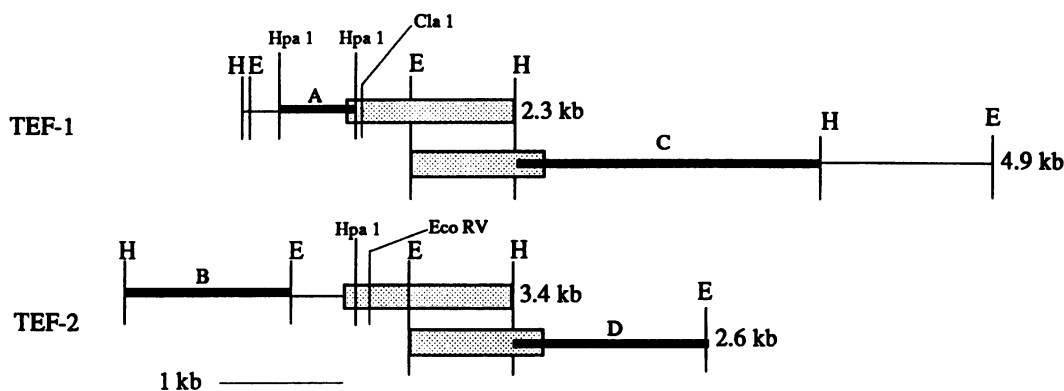 Cla 1
Hpa 1 Hpa 1
H E E H
A
TEF-1 2.3 kb
C H E
4.9 kb
Hpa 1 Eco RV
H E E H
B
3.4 kb
TEF-2 E
D 2.6 kb
1 kb